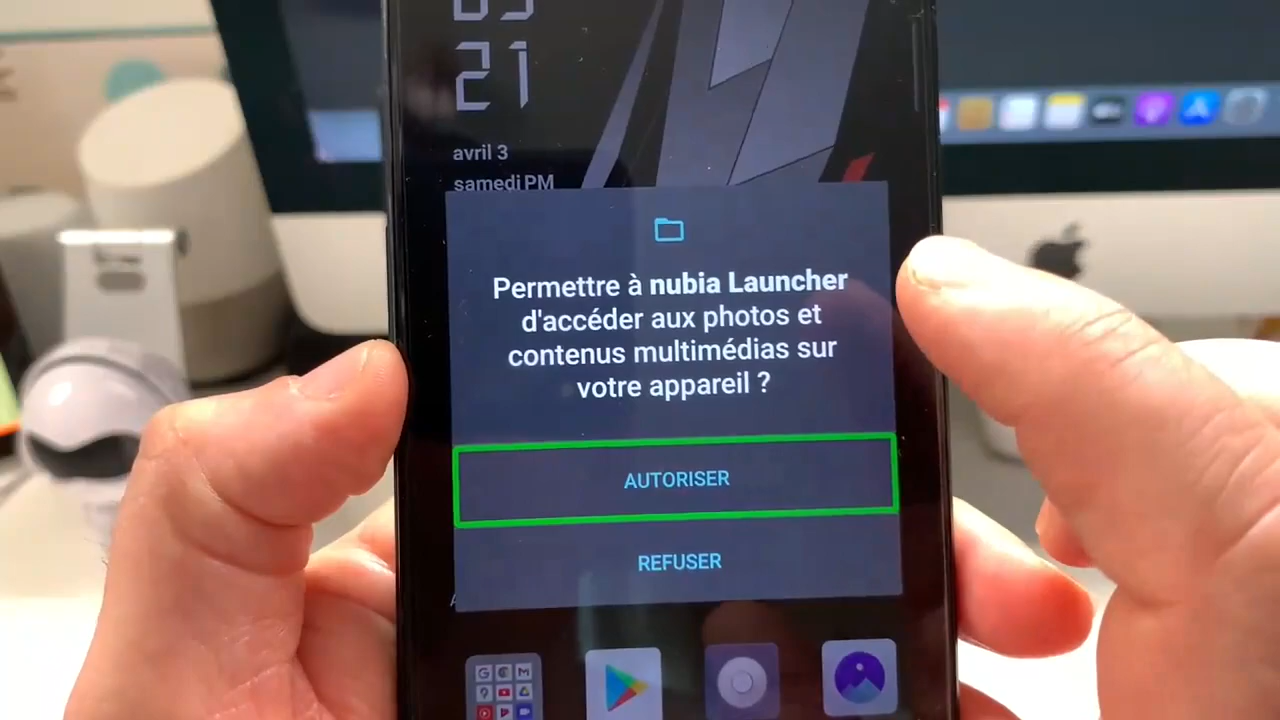 21
avril 3
samedi PM
Permettre à nubia Launcher
d'accéder aux photos et
contenus multimédias sur
votre appareil ?
AUTORISER
REFUSER